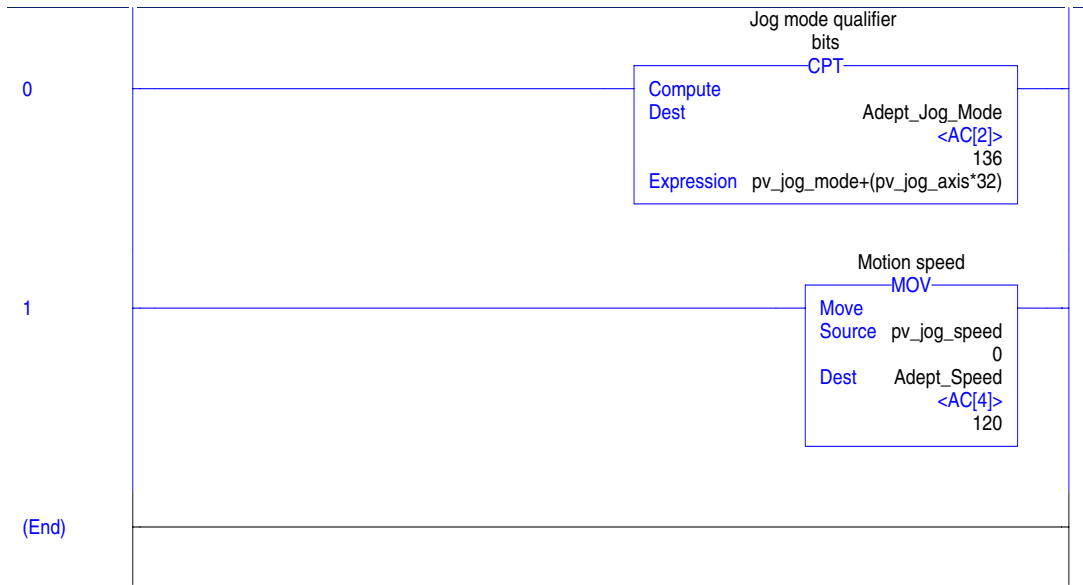 Jog mode qualifier
bits
CPT
0
Compute
Dest Adept_Jog_Mode
<AC[2]>
136
Expression pv_jog_mode+(pv_jog_axis*32)
Motion speed
MOV
1
Move
Source pv_jog_speed
0
Dest Adept_Speed
<AC[4]>
120
(End)